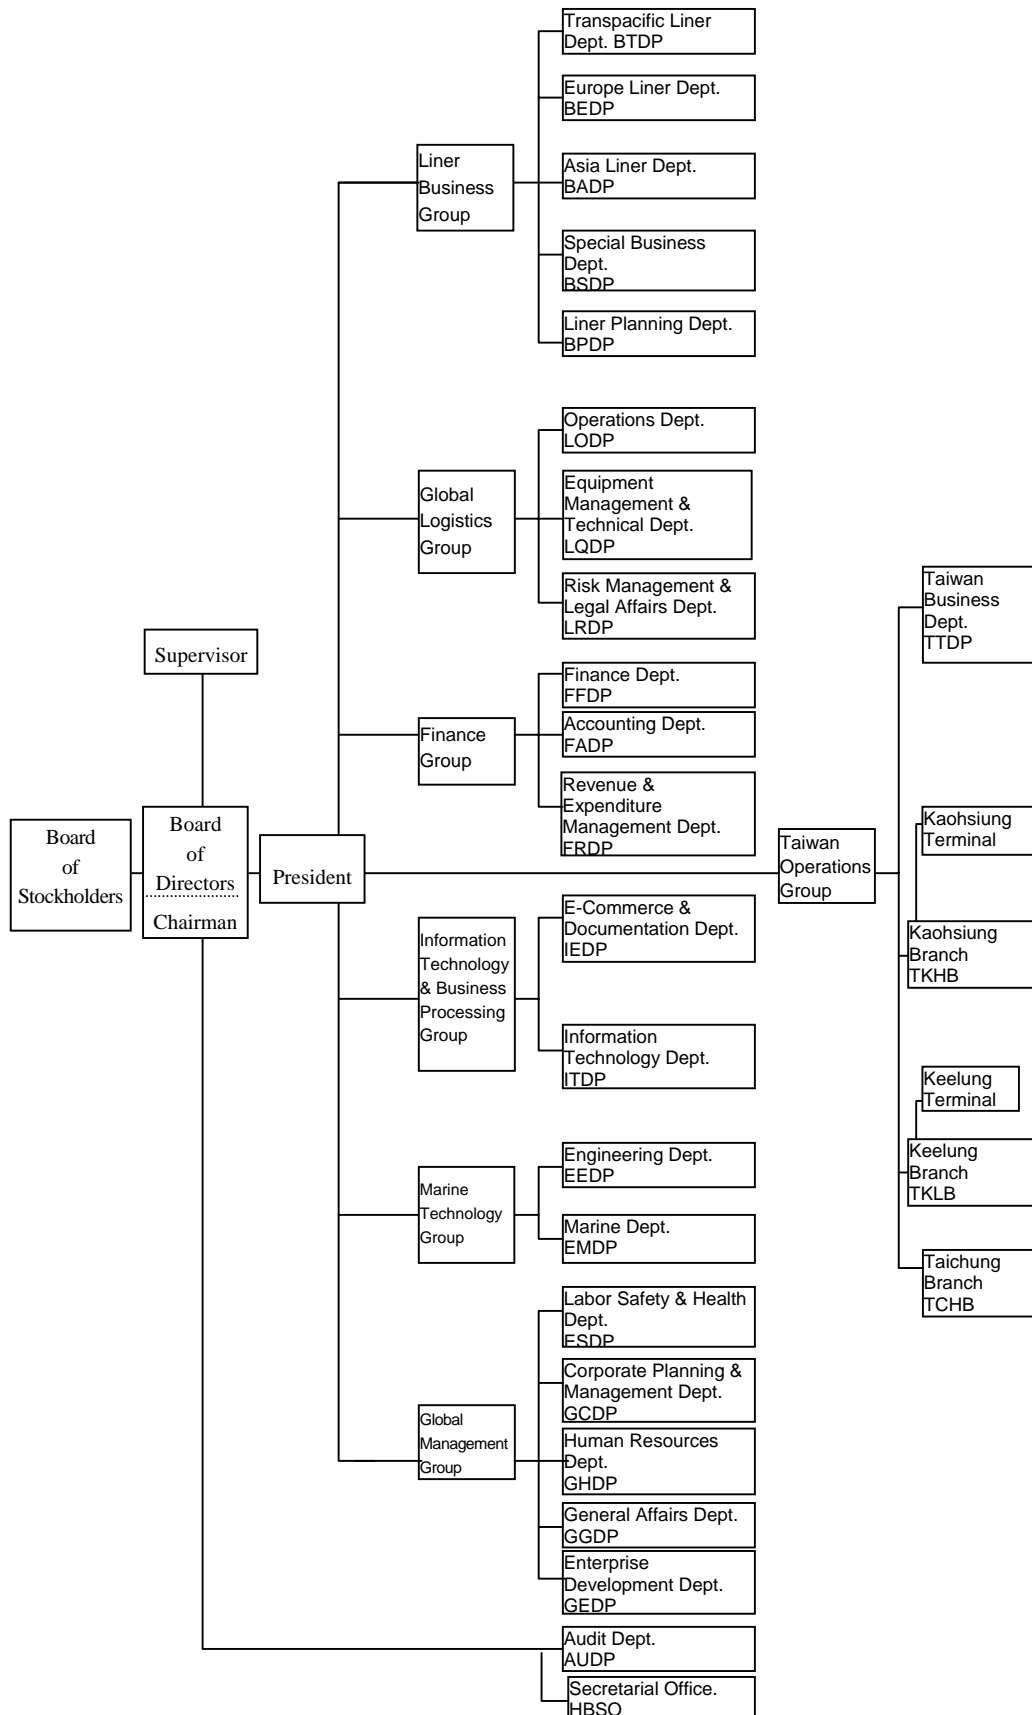 Transpacific Liner
Dept. BTDP
Europe Liner Dept.
BEDP
Liner
Business
Group
Asia Liner Dept.
BADP
Special Business
Dept.
BSDP
Liner Planning Dept.
BPDP
Operations Dept.
LODP
Global
Logistics
Group
Equipment
Management &
Technical Dept.
LQDP
Risk Management &
Legal Affairs Dept.
LRDP
Taiwan
Business
Dept.
TTDP
Supervisor
Finance Dept.
FFDP
Finance
Group
Accounting Dept.
FADP
Revenue &
Expenditure
Management Dept.
FRDP
Board
of
Stockholders
Board
of
Directors
Chairman
President
Taiwan
Operations
Group
Kaohsiung
Terminal
Kaohsiung
Branch
TKHB
E-Commerce &
Documentation Dept.
IEDP
Information
Technology
& Business
Processing
Group
Information
Technology Dept.
ITDP
Keelung
Terminal
Keelung
Branch
TKLB
Engineering Dept.
EEDP
Marine
Technology
Group
Marine Dept.
EMDP
Taichung
Branch
TCHB
Labor Safety & Health
Dept.
ESDP
Corporate Planning &
Management Dept.
GCDP
Global
Management
Group
Human Resources
Dept.
GHDP
General Affairs Dept.
GGDP
Enterprise
Development Dept.
GEDP
Audit Dept.
AUDP
Secretarial Office.
HBSO